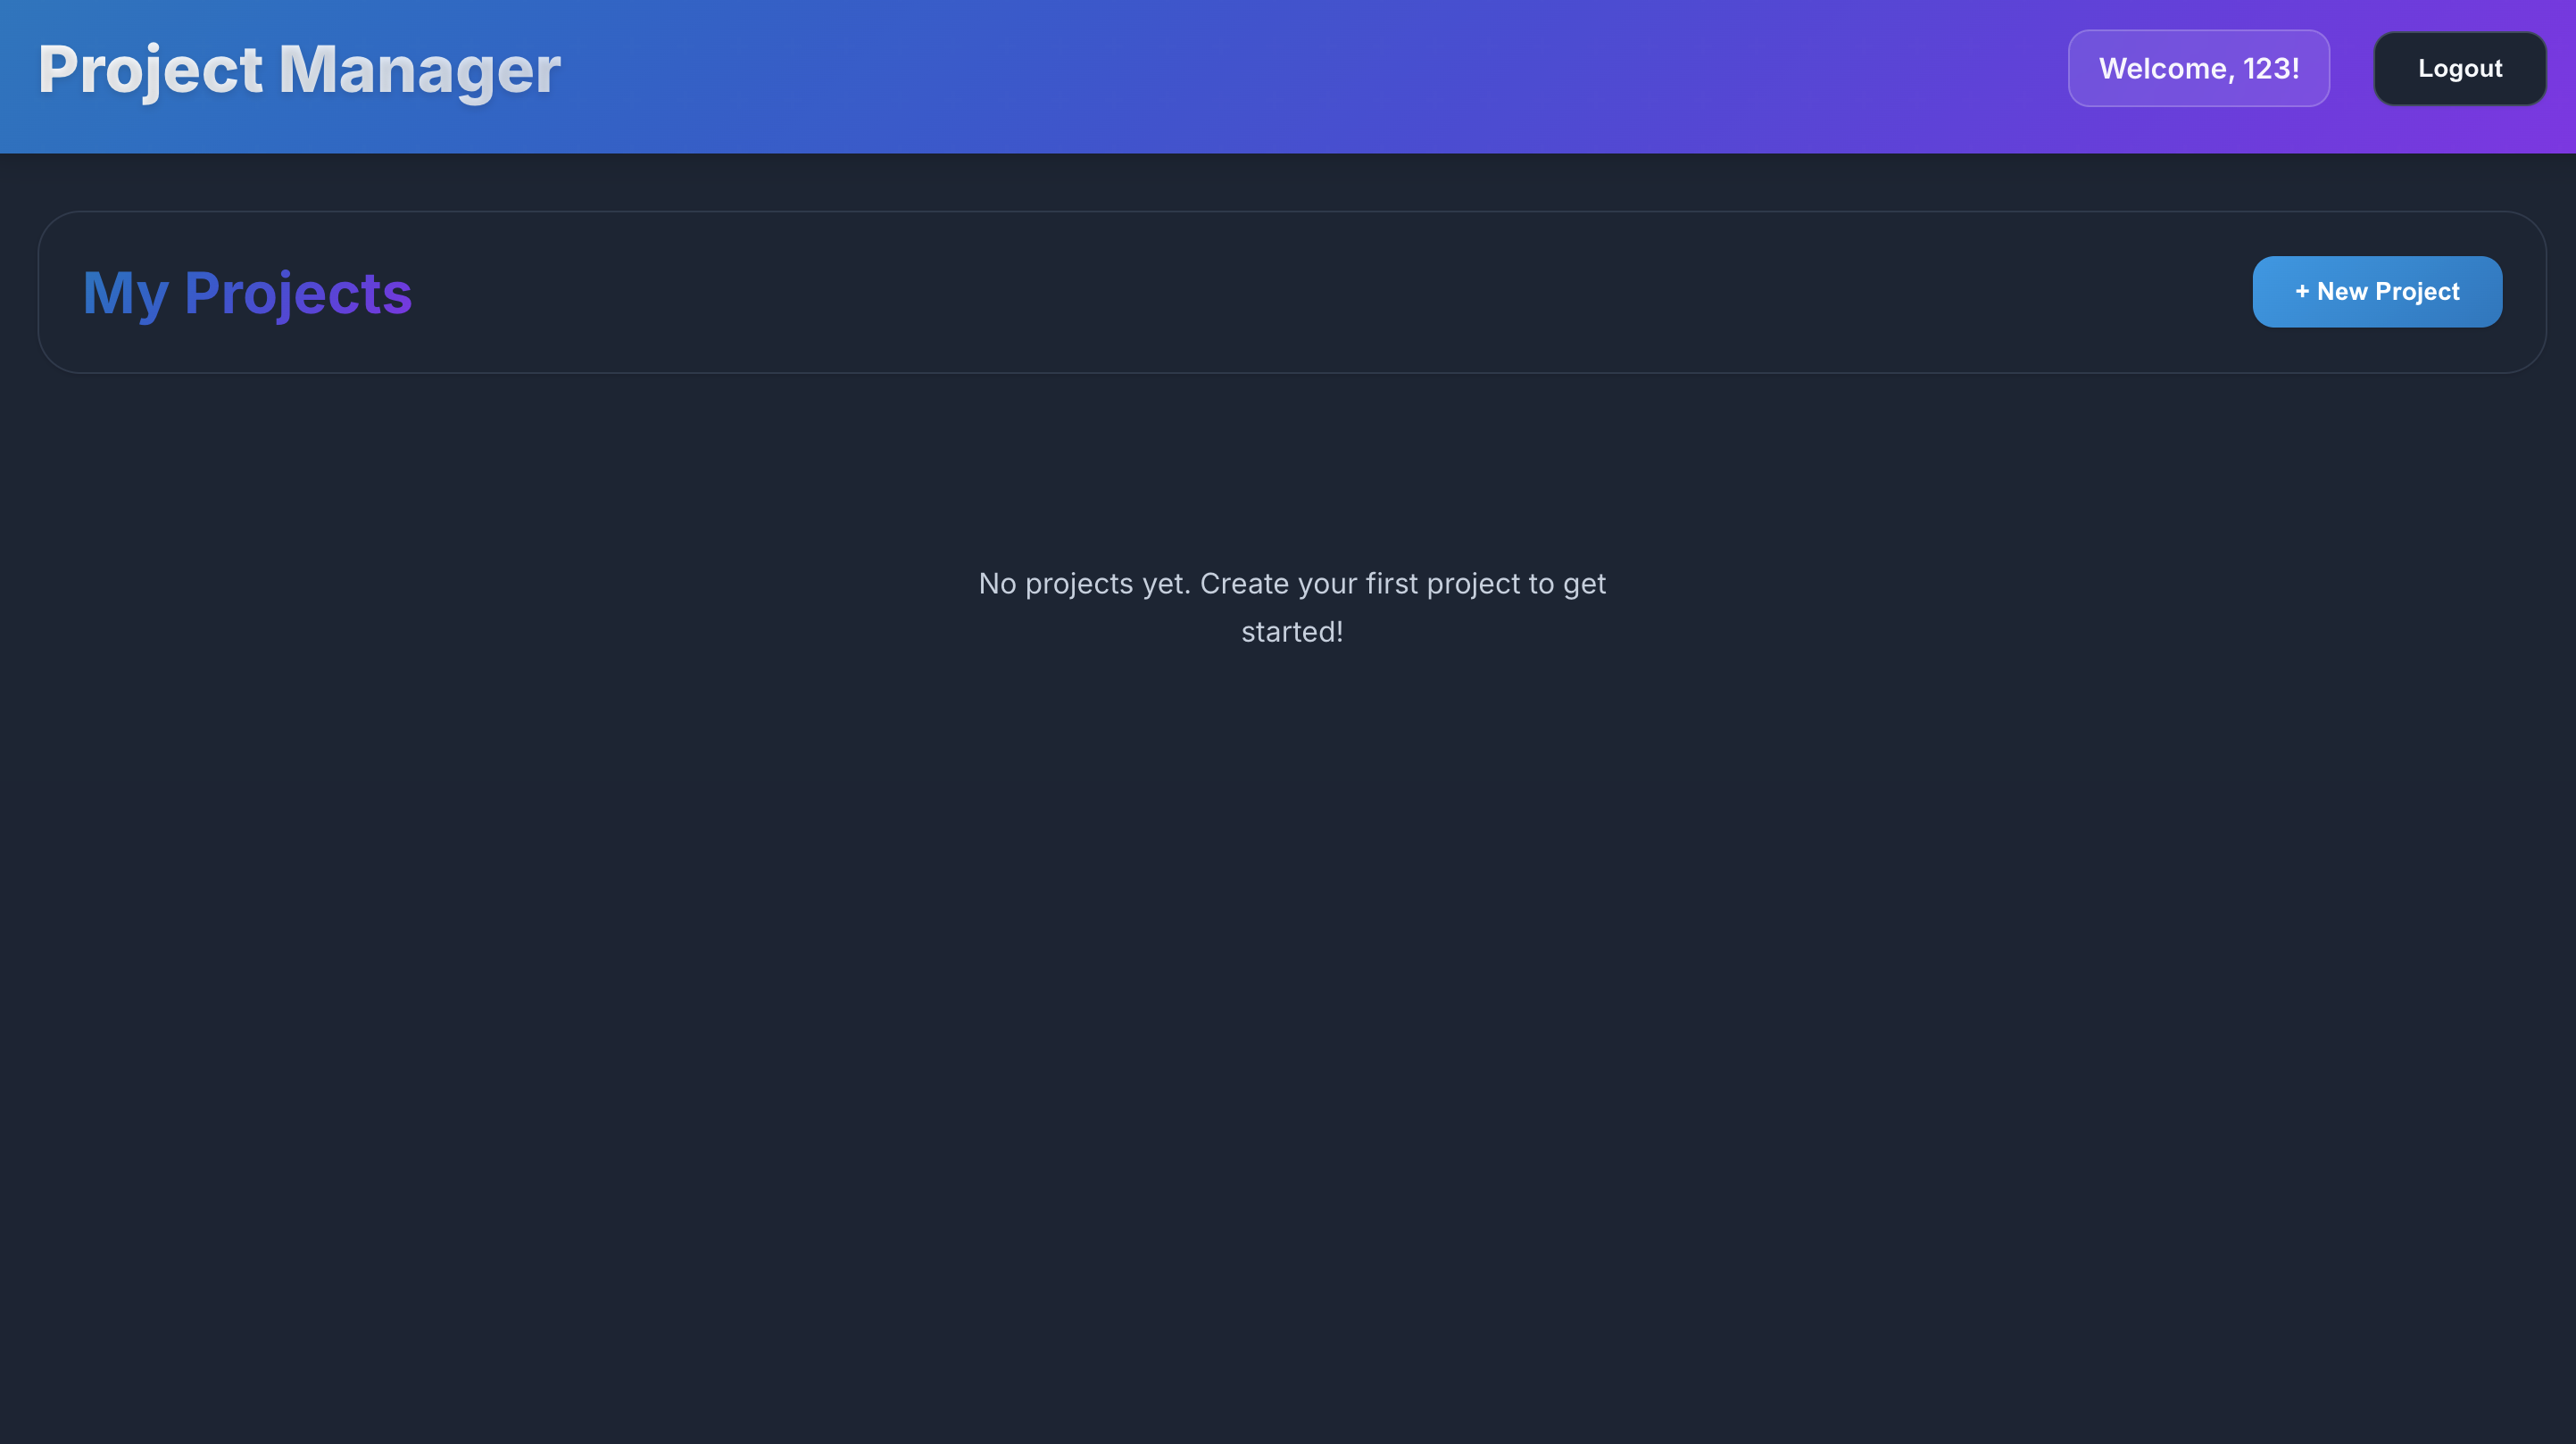 Project Manager
Welcome, 123!
Logout
My Projects
+ New Project
No projects yet. Create your first project to get
started!